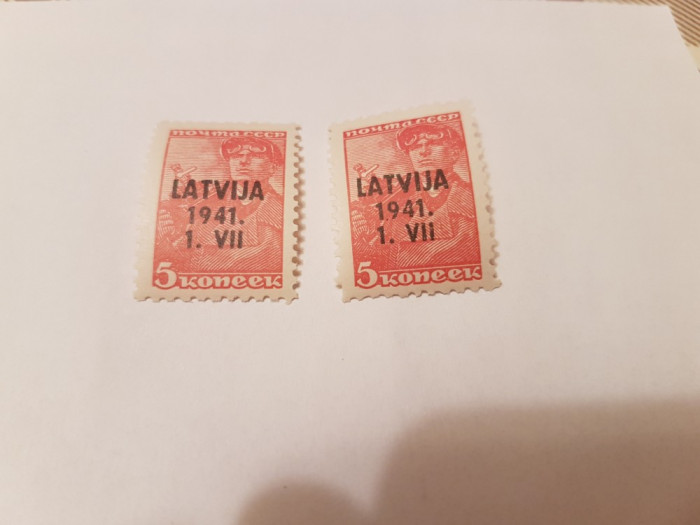 почта СССР
LATVIJA
1941.
1. VII
5 копеек
почта СССР
LATVIJA
1941.
1. VII
5 копеек